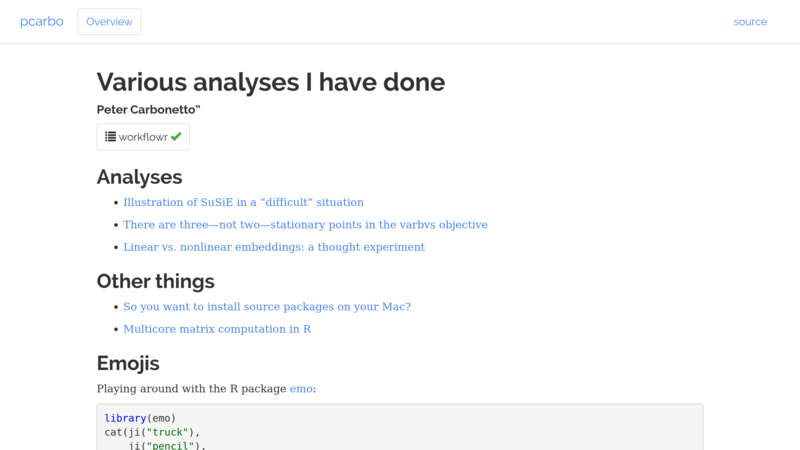 pcarbo Overview source
Various analyses I have done
Peter Carbonetto”
workflowr
Analyses
• Illustration of SuSiE in a “difficult” situation
• There are three—not two—stationary points in the varbvs objective
• Linear vs. nonlinear embeddings: a thought experiment
Other things
• So you want to install source packages on your Mac?
• Multicore matrix computation in R
Emojis
Playing around with the R package emo:
library(emo)
cat(ji("truck"),
    ji("pencil"),